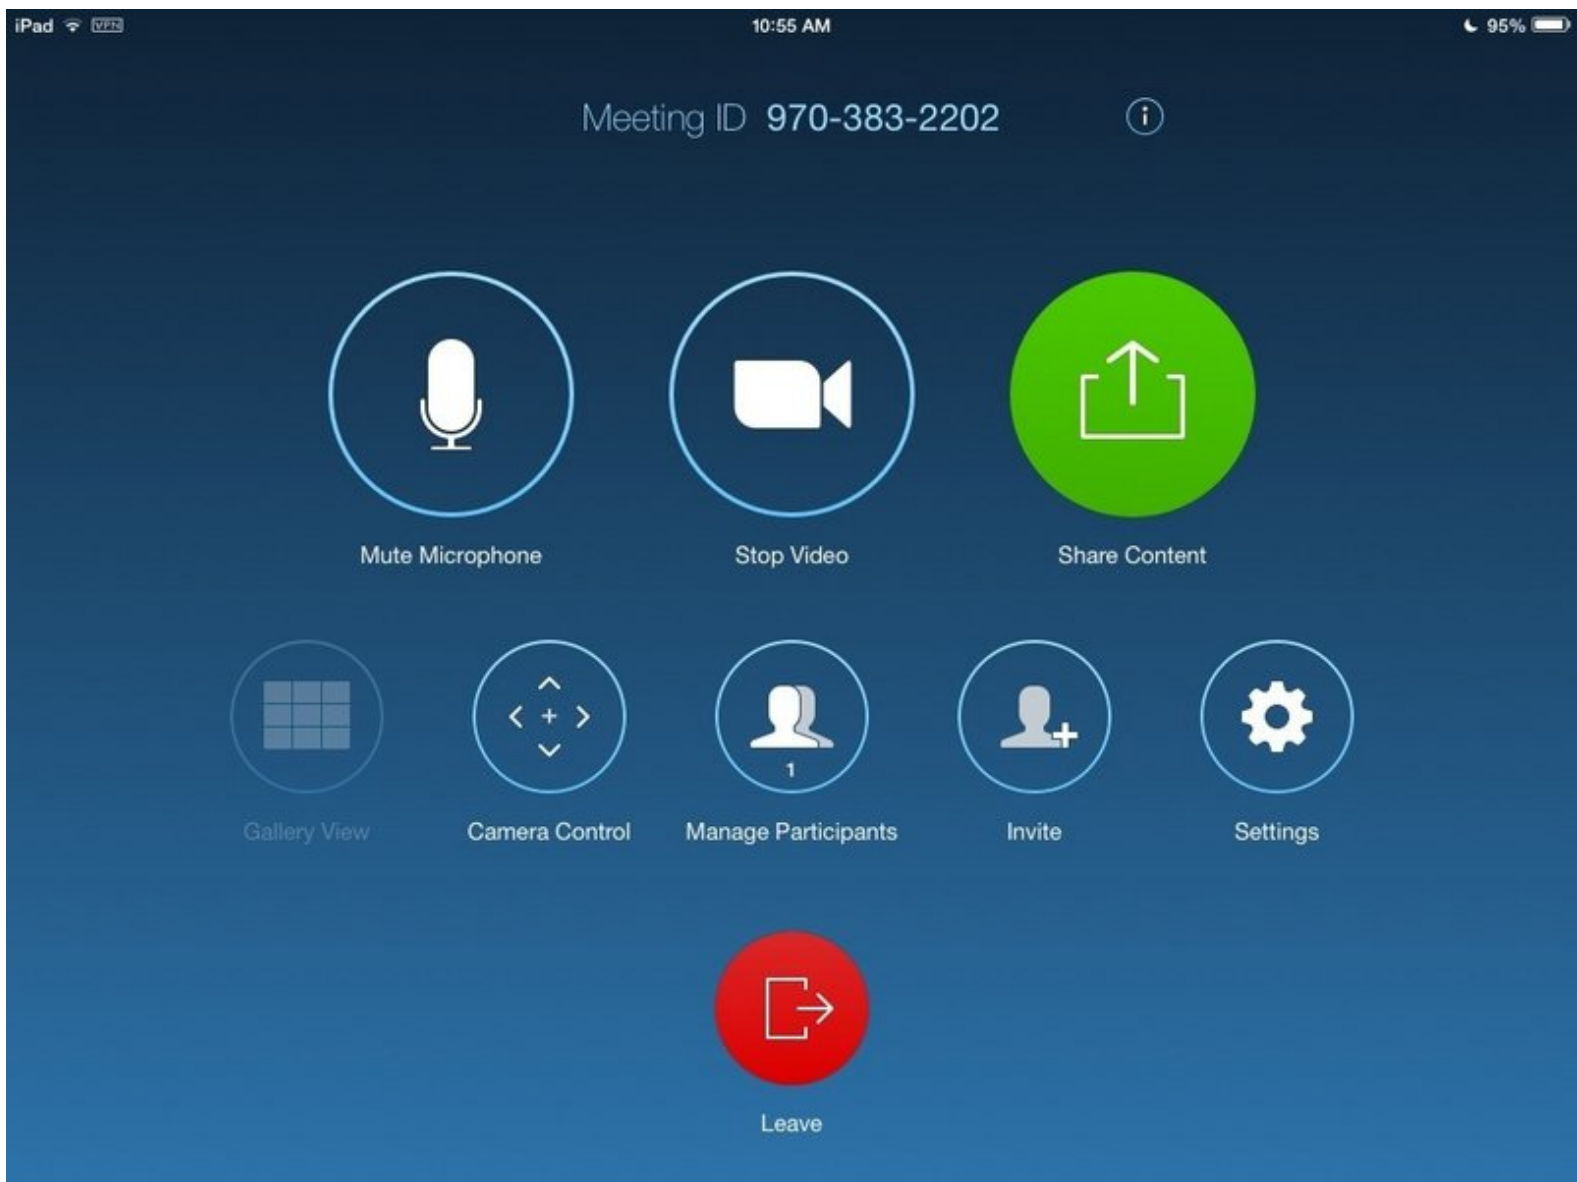 iPad VPN 10:55 AM 95%
Meeting ID 970-383-2202
Mute Microphone Stop Video Share Content
1
Gallery View Camera Control Manage Participants Invite Settings
Leave